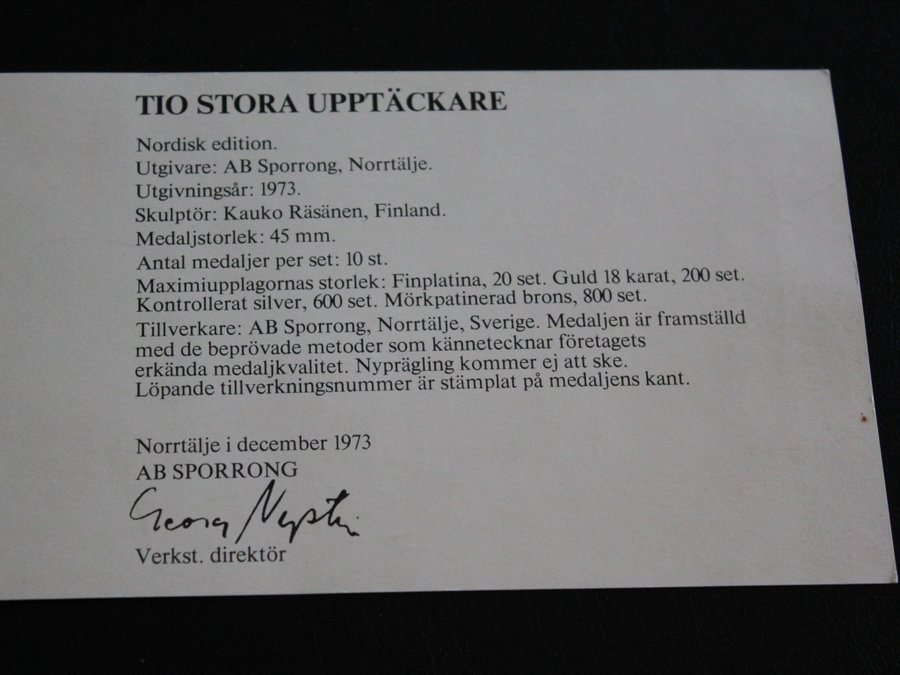 TIO STORA UPPTÄCKARE
Nordisk edition.
Utgivare: AB Sporrong, Norrtälje.
Utgivningsår: 1973.
Skulptör: Kauko Räsänen, Finland.
Medaljstorlek: 45 mm.
Antal medaljer per set: 10 st.
Maximiupplagornas storlek: Finplatina, 20 set. Guld 18 karat, 200 set.
Kontrollerat silver, 600 set. Mörkpatinerad brons, 800 set.
Tillverkare: AB Sporrong, Norrtälje, Sverige. Medaljen är framställd
med de beprövade metoder som kännetecknar företagets
erkända medaljkvalitet. Nyprägling kommer ej att ske.
Löpande tillverkningsnummer är stämplat på medaljens kant.
Norrtälje i december 1973
AB SPORRONG
Georg
Verkst. direktör